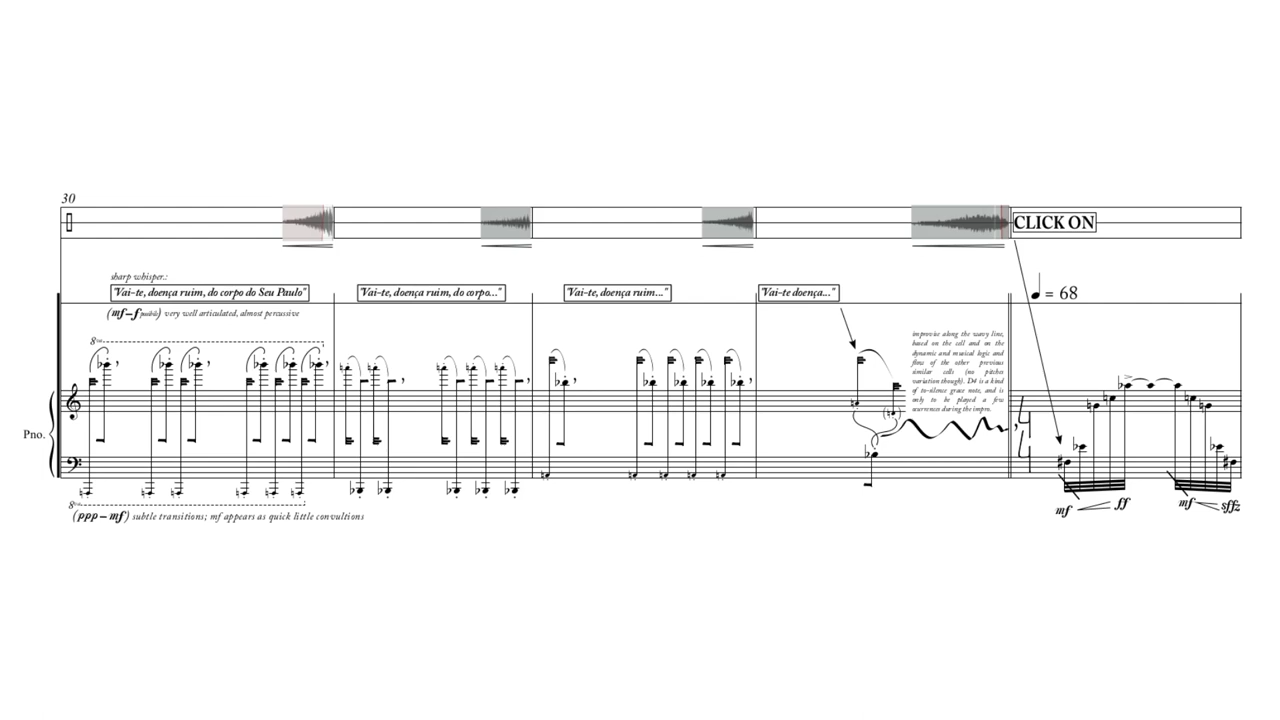 30
CLICK ON
sharp whisper.:
"Vai-te, doença ruim, do corpo do Seu Paulo"
"Vai-te, doença ruim, do corpo..."
"Vai-te, doença ruim..."
"Vai-te doença..."
= 68
(mf–f possibile) very well articulated, almost percussive
8va
improvise along the wavy line,
based on the cell and on the
dynamic and musical logic and
flow of the other previous
similar cells (no pitches
variation though). D4 is a kind
of to-silence grace note, and is
only to be played a few
during the impro.
Pno.
4
4
8va
(ppp – mf) subtle transitions; mf appears as quick little convultions
mf
ff
mf
sffz